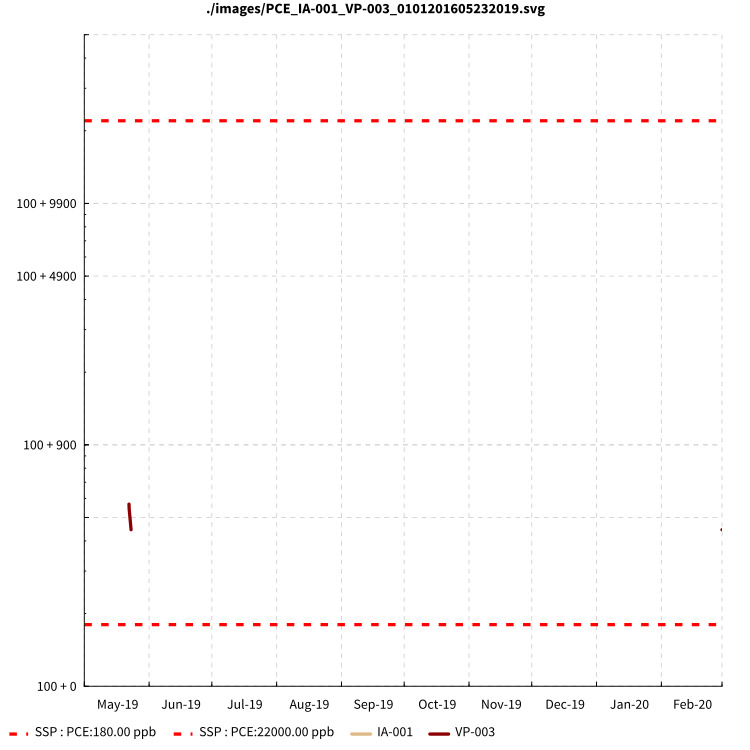 ./images/PCE_IA-001_VP-003_0101201605232019.svg
100 + 9900
100 + 4900
100 + 900
100 + 0
May-19 Jun-19 Jul-19 Aug-19 Sep-19 Oct-19 Nov-19 Dec-19 Jan-20 Feb-20
SSP : PCE:180.00 ppb SSP : PCE:22000.00 ppb IA-001 VP-003